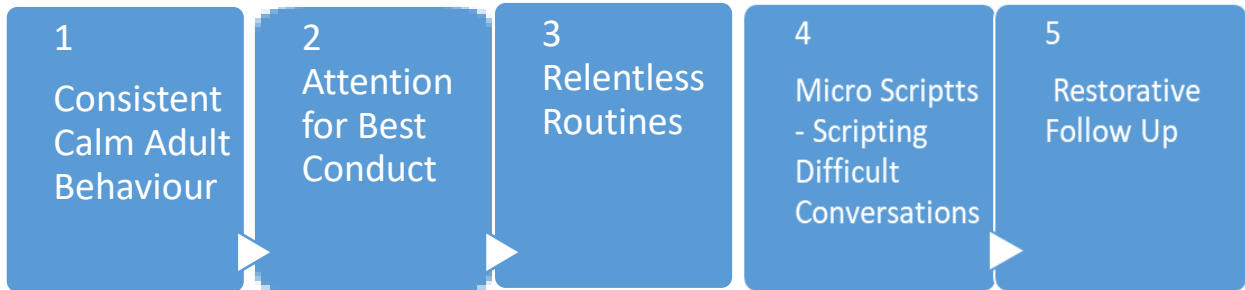 1
Consistent
Calm Adult
Behaviour
2
Attention
for Best
Conduct
3
Relentless
Routines
4
Micro Scriptts
- Scripting
Difficult
Conversations
5
Restorative
Follow Up